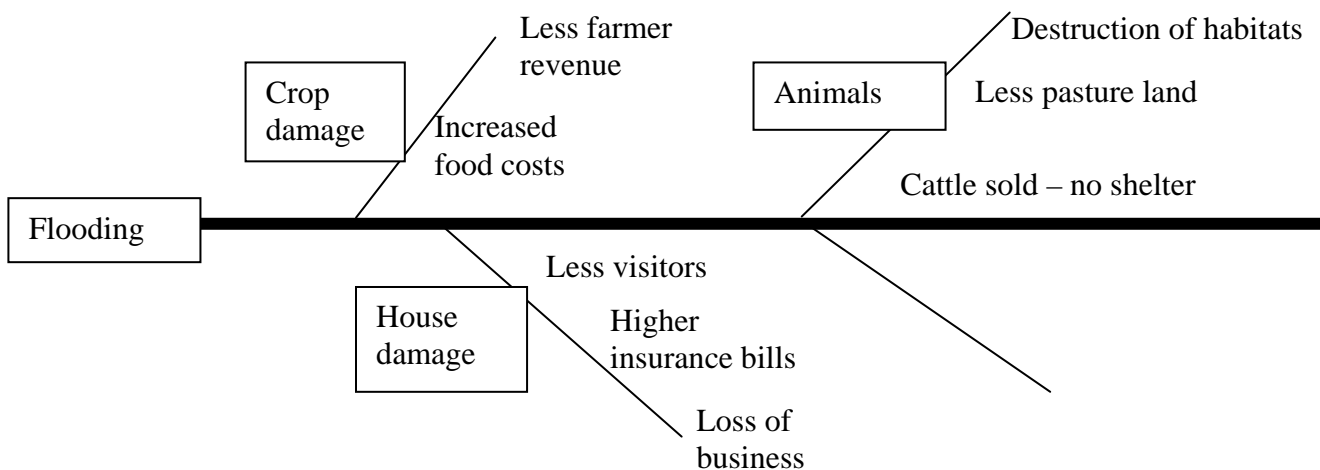 Less farmer
revenue
Destruction of habitats
Crop
damage
Animals
Less pasture land
Increased
food costs
Cattle sold – no shelter
Flooding
Less visitors
House
damage
Higher
insurance bills
Loss of
business